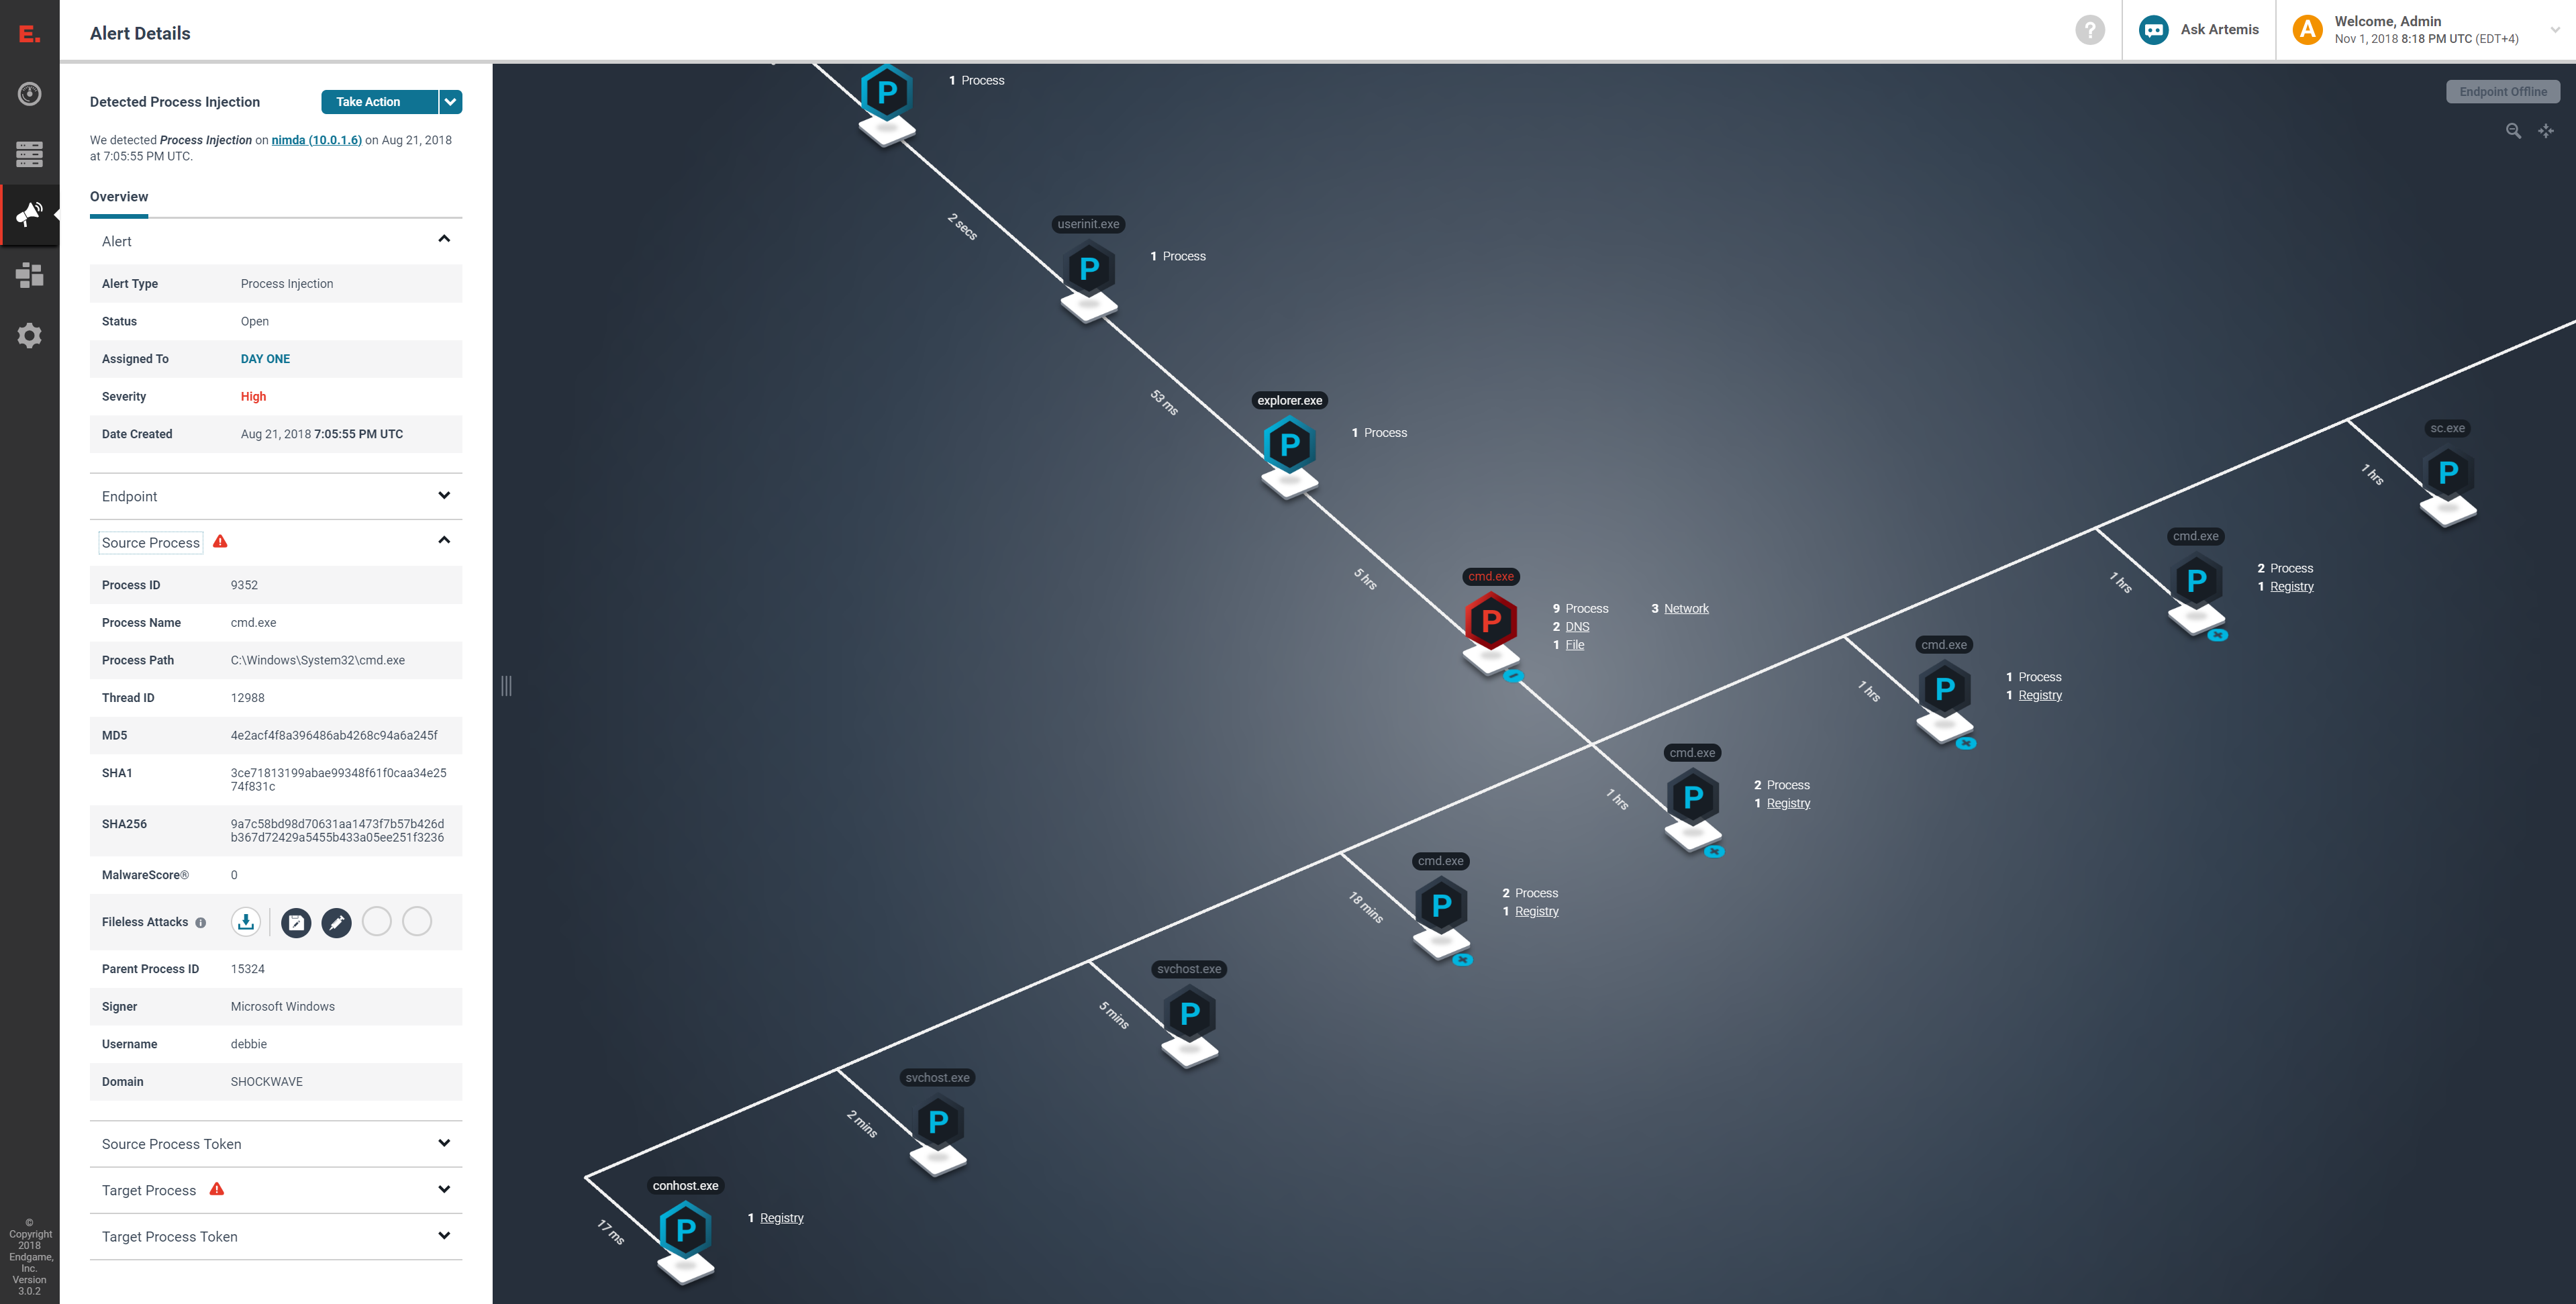 E.
Alert Details
?
Ask Artemis
A
Welcome, Admin
Nov 1, 2018 8:18 PM UTC (EDT+4)
Detected Process Injection
Take Action
We detected Process Injection on nimda (10.0.1.6) on Aug 21, 2018
at 7:05:55 PM UTC.
Overview
Alert
Alert Type Process Injection
Status Open
Assigned To DAY ONE
Severity High
Date Created Aug 21, 2018 7:05:55 PM UTC
Endpoint
Source Process
Process ID 9352
Process Name cmd.exe
Process Path C:\Windows\System32\cmd.exe
Thread ID 12988
MD5 4e2acf4f8a396486ab4268c94a6a245f
SHA1 3ce71813199abae99348f61f0caa34e25
74f831c
SHA256 9a7c58bd98d70631aa1473f7b57b426d
b367d72429a5455b433a05ee251f3236
MalwareScore® 0
Fileless Attacks
Parent Process ID 15324
Signer Microsoft Windows
Username debbie
Domain SHOCKWAVE
Source Process Token
Target Process
Target Process Token
©
Copyright
2018
Endgame,
Inc.
Version
3.0.2
Endpoint Offline
P
1 Process
2 secs
userinit.exe
P
1 Process
53 ms
explorer.exe
P
1 Process
5 hrs
cmd.exe
P
9 Process 3 Network
2 DNS
1 File
sc.exe
P
1 hrs
cmd.exe
P
2 Process
1 Registry
1 hrs
cmd.exe
P
1 Process
1 Registry
1 hrs
cmd.exe
P
2 Process
1 Registry
1 hrs
cmd.exe
P
2 Process
1 Registry
18 mins
svchost.exe
P
5 mins
svchost.exe
P
2 mins
conhost.exe
P
1 Registry
17 ms